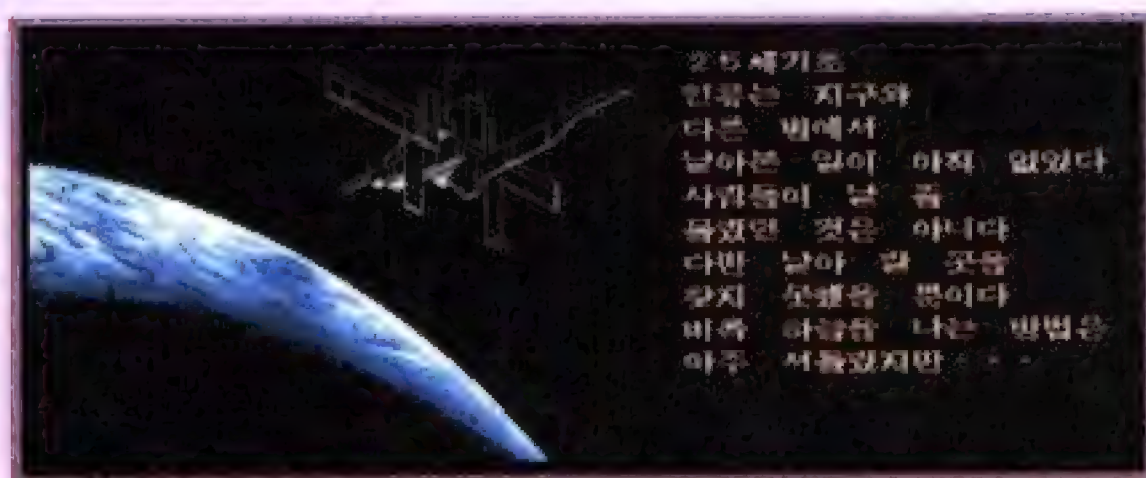 25세기초
인류는 지구와
다른 별에서
날아본 일이 아직 없었다
사람들이 날 줄
몰랐던 것은 아니다
다만 날아 갈 곳을
찾지 못했을 뿐이다
비록 하늘을 나는 방법은
아주 서툴렀지만 · ·